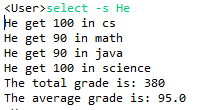 <User>select -s He
He get 100 in cs
He get 90 in math
He get 90 in java
He get 100 in science
The total grade is: 380
The average grade is: 95.0